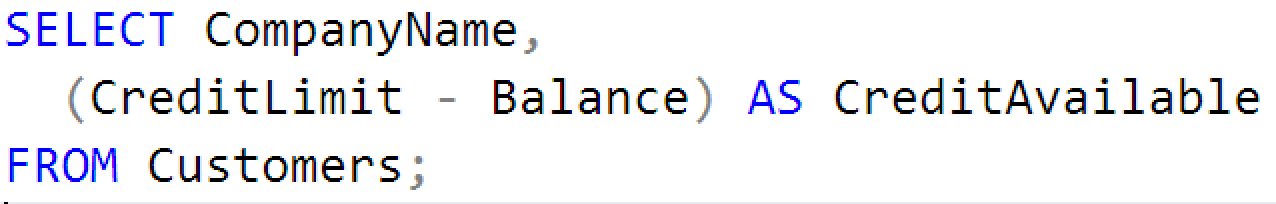 SELECT CompanyName,
  (CreditLimit - Balance) AS CreditAvailable
FROM Customers;